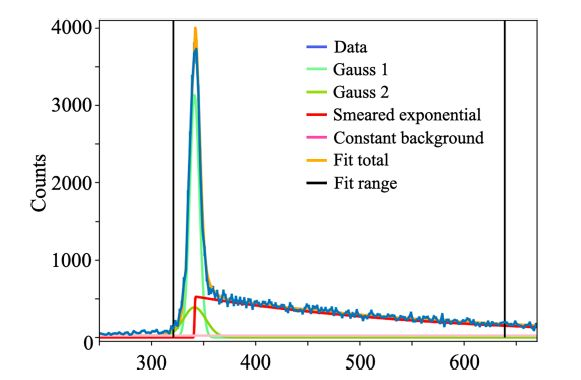 4000
Data
Gauss 1
3000
Gauss 2
Smeared exponential
Constant background
Fit total
2000
Fit range
Counts
1000
0
300 400 500 600